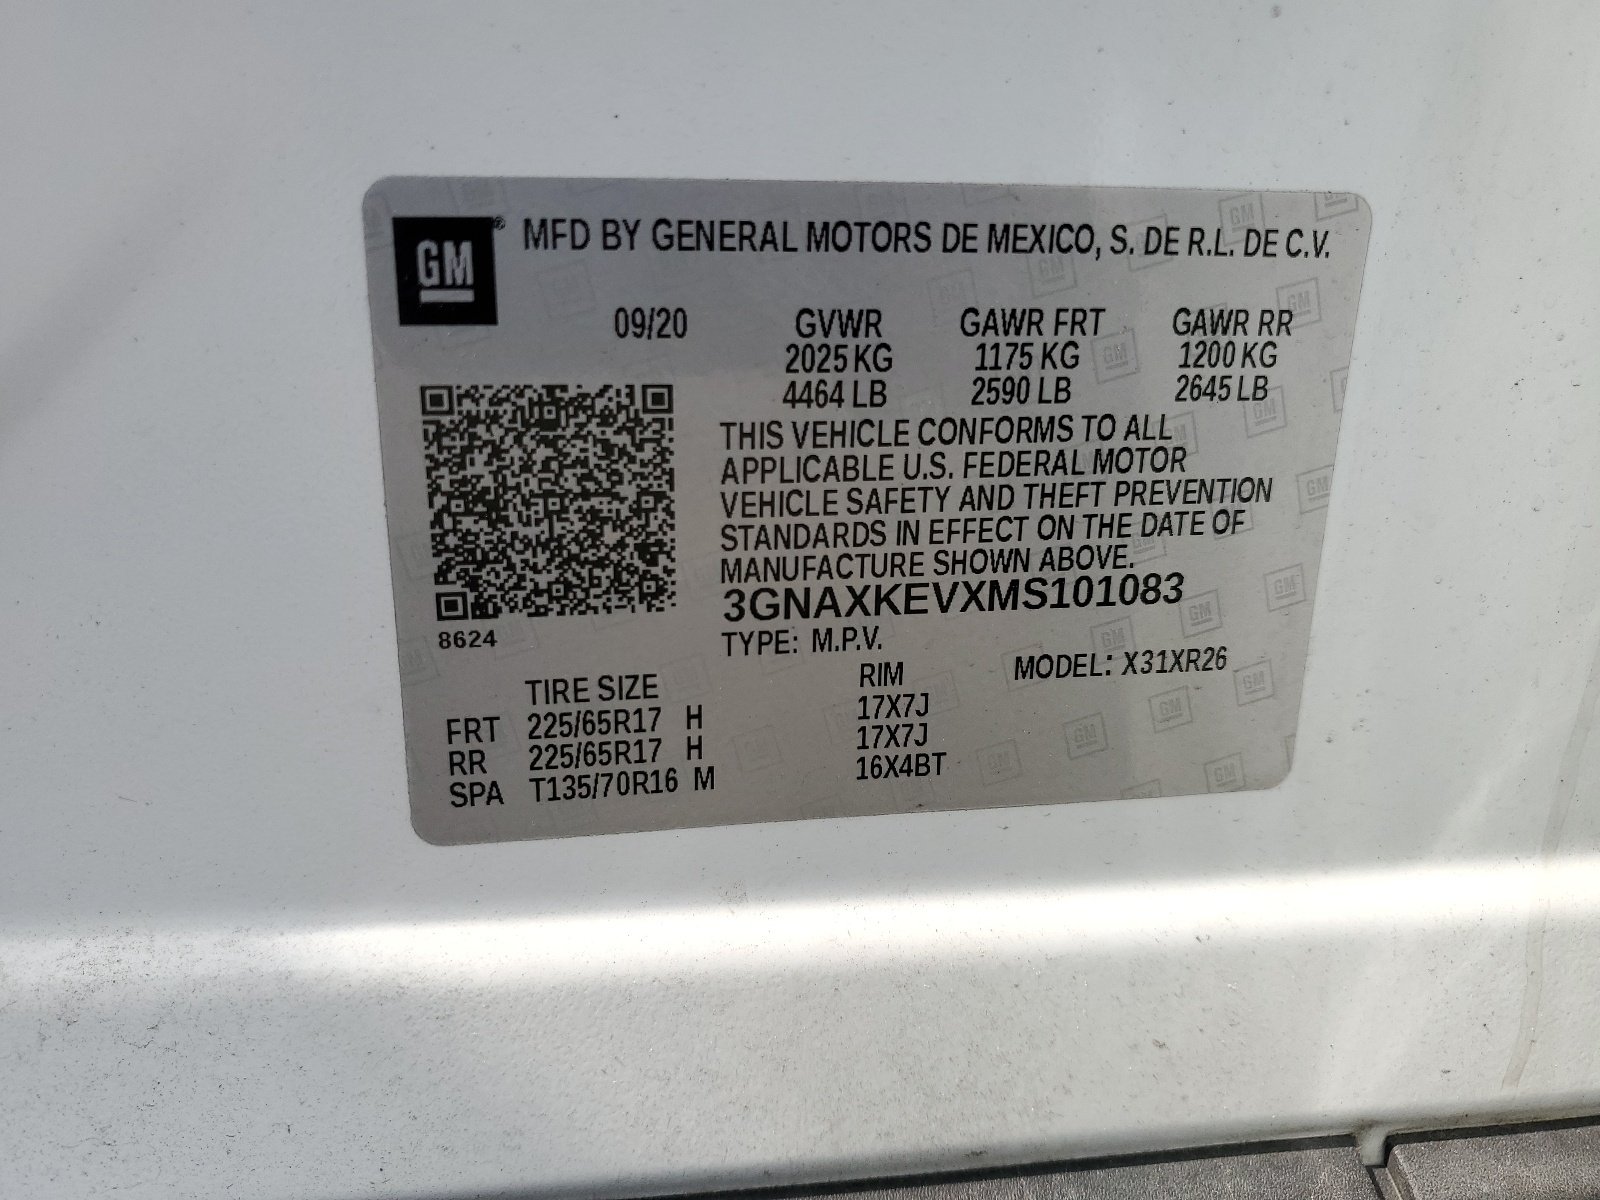 GM ® MFD BY GENERAL MOTORS DE MEXICO, S. DE R.L. DE C.V.
09/20 GVWR GAWR FRT GAWR RR
2025 KG 1175 KG 1200 KG
4464 LB 2590 LB 2645 LB
THIS VEHICLE CONFORMS TO ALL
APPLICABLE U.S. FEDERAL MOTOR
VEHICLE SAFETY AND THEFT PREVENTION
STANDARDS IN EFFECT ON THE DATE OF
MANUFACTURE SHOWN ABOVE.
3GNAXKEVXMS101083
8624
TYPE: M.P.V. MODEL: X31XR26
TIRE SIZE RIM
FRT 225/65R17 H 17X7J
RR 225/65R17 H 17X7J
SPA T135/70R16 M 16X4BT